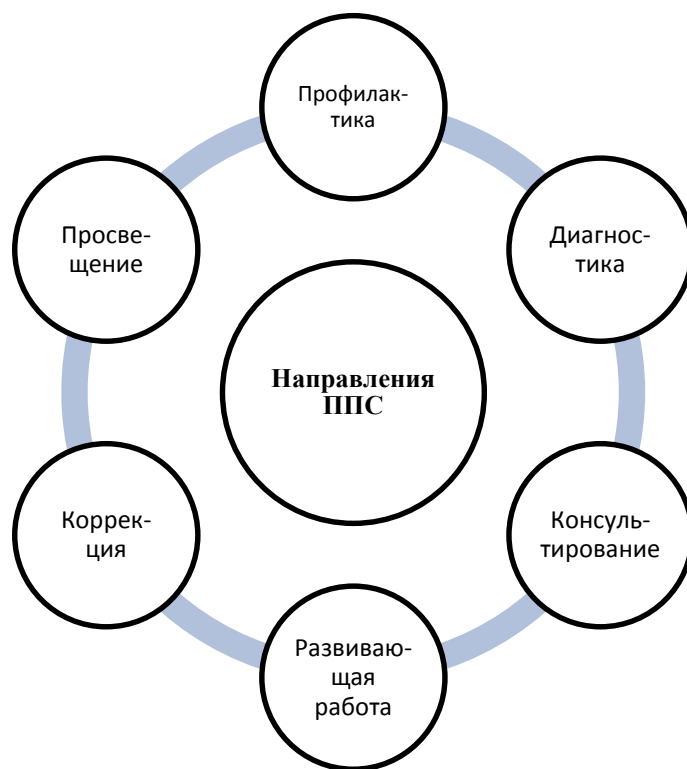 Профилак-
тика
Просве-
щение
Диагнос-
тика
Направления
ППС
Коррек-
ция
Консуль-
тирование
Развиваю-
щая
работа